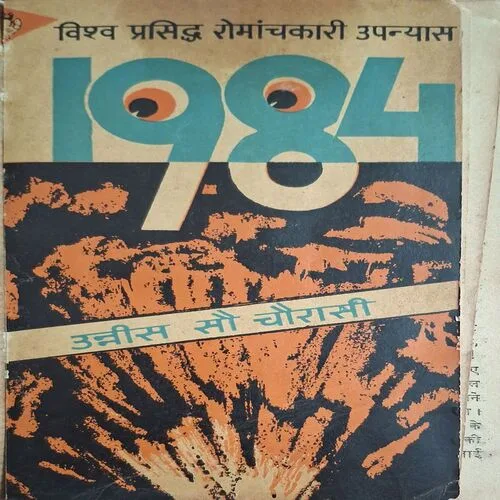 विश्व प्रसिद्ध रोमांचकारी उपन्यास
1984
उन्नीस सौ चौरासी
ए
ल
ने
।
के
की